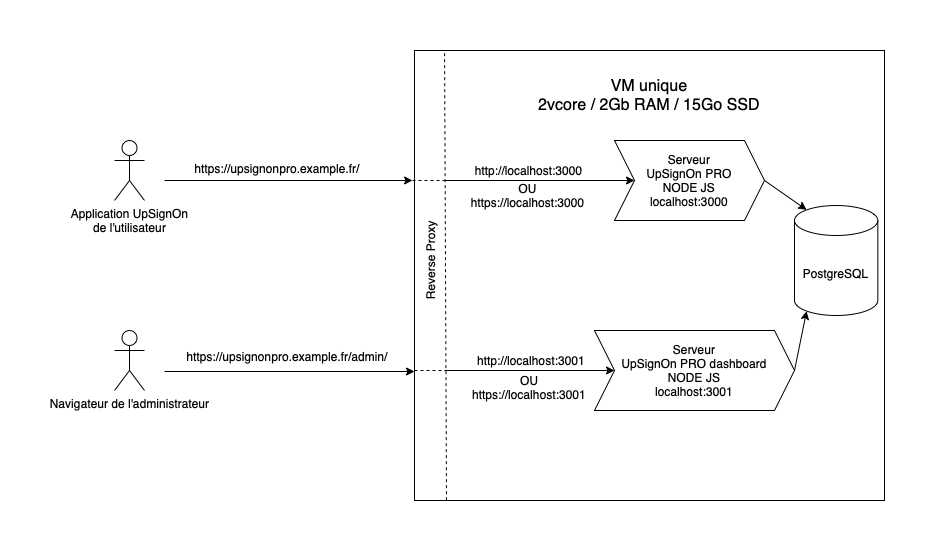 VM unique
2vcore / 2Gb RAM / 15Go SSD
https://upsignonpro.example.fr/
Application UpSignOn
de l'utilisateur
http://localhost:3000
OU
https://localhost:3000
Serveur
UpSignOn PRO
NODE JS
localhost:3000
Reverse Proxy
PostgreSQL
https://upsignonpro.example.fr/admin/
Navigateur de l'administrateur
http://localhost:3001
OU
https://localhost:3001
Serveur
UpSignOn PRO dashboard
NODE JS
localhost:3001